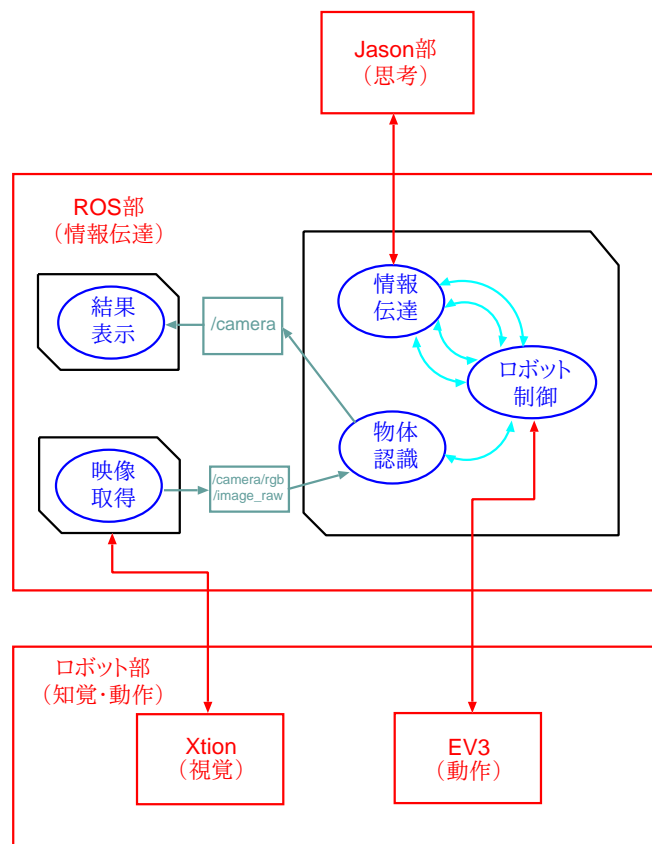 Jason部
（思考）
ROS部
（情報伝達）
情報
伝達
結果
表示
/camera
ロボット
制御
物体
認識
映像
取得
/camera/rgb
/image_raw
ロボット部
（知覚・動作）
Xtion
（視覚）
EV3
（動作）